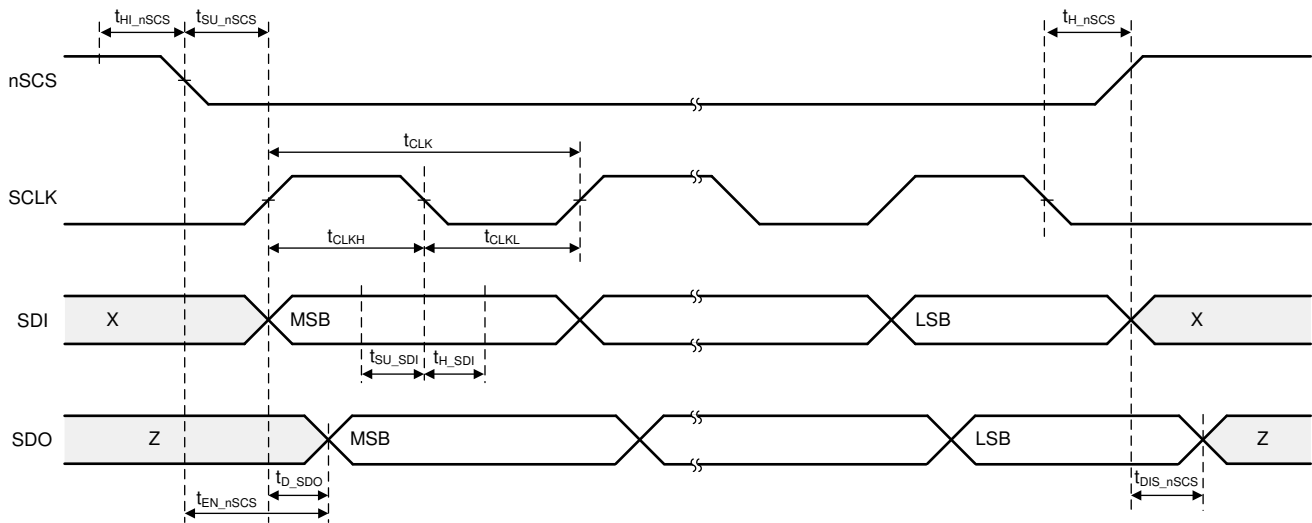 tHI_nSCS tSU_nSCS tH_nSCS
nSCS
tCLK
SCLK
tCLKH tCLKL
SDI X MSB LSB X
tSU_SDI tH_SDI
SDO Z MSB LSB Z
tD_SDO
tEN_nSCS tDIS_nSCS